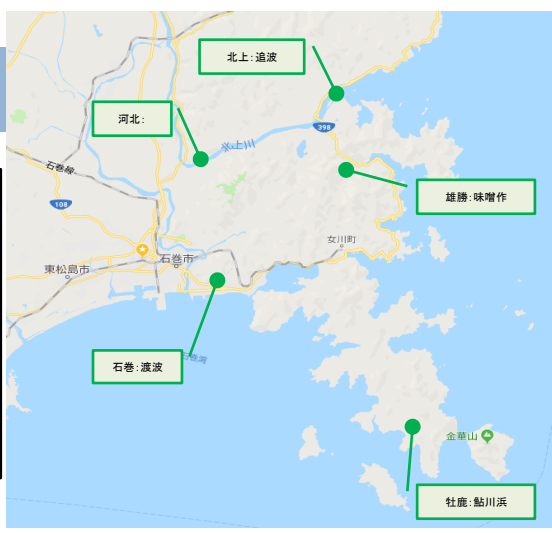 北上:追波
河北:
398
北上川
石巻線
雄勝:味噌作
108
女川町
石巻市
東松島市
石巻:渡波
石巻湾
金華山
牡鹿:鮎川浜